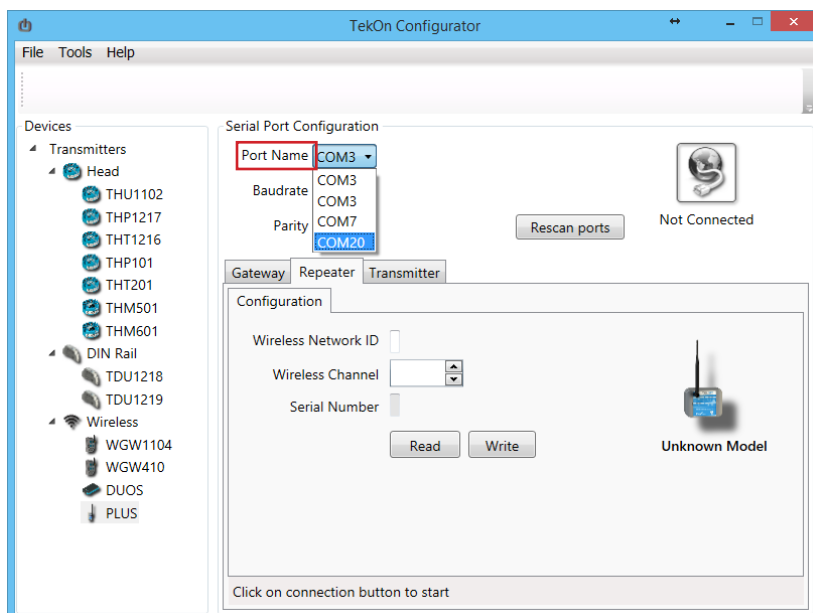 TekOn Configurator
File Tools Help
Devices
Transmitters
Head
THU1102
THP1217
THT1216
THP101
THT201
THM501
THM601
DIN Rail
TDU1218
TDU1219
Wireless
WGW1104
WGW410
DUOS
PLUS
Serial Port Configuration
Port Name COM3
COM3
COM3
COM7
COM20
Baudrate
Parity
Rescan ports
Not Connected
Gateway Repeater Transmitter
Configuration
Wireless Network ID
Wireless Channel
Serial Number
Read Write
Unknown Model
Click on connection button to start